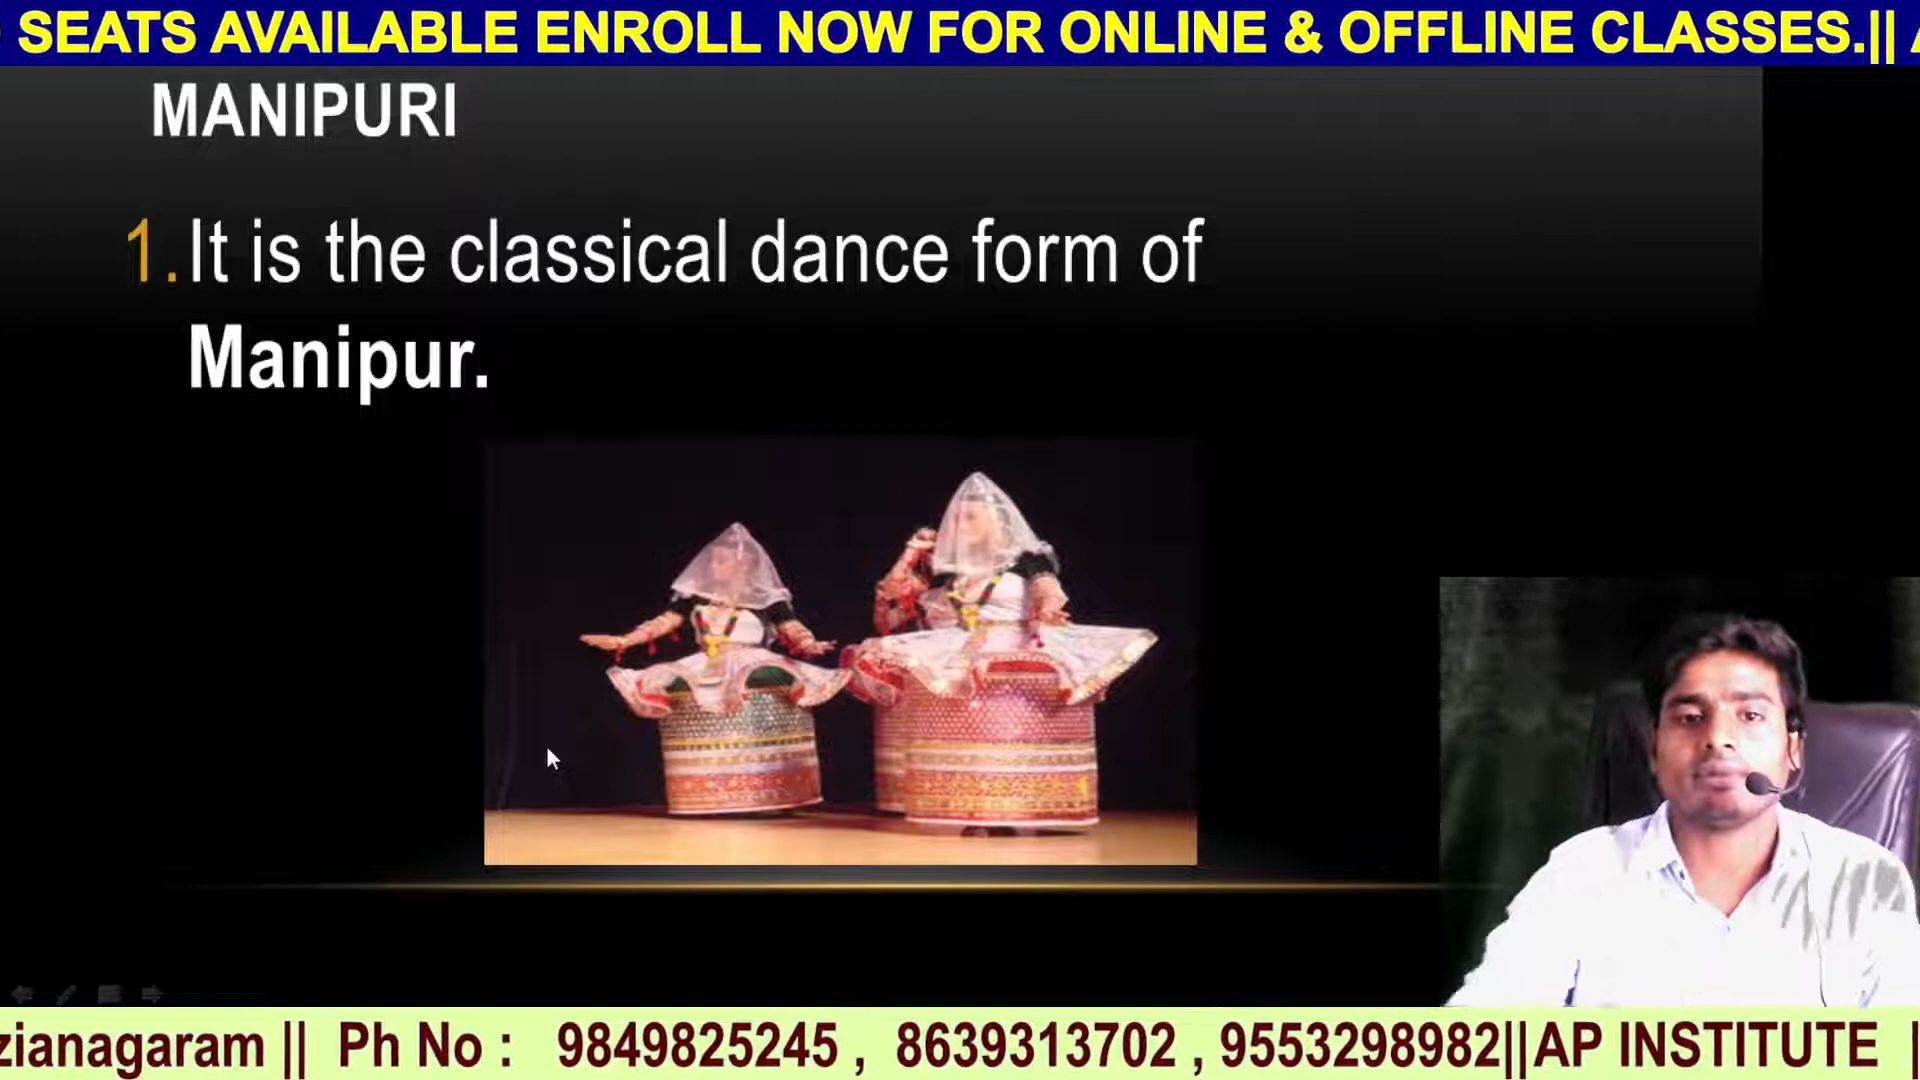 SEATS AVAILABLE ENROLL NOW FOR ONLINE & OFFLINE CLASSES.||
MANIPURI
1. It is the classical dance form of
Manipur.
zianagaram || Ph No : 9849825245 , 8639313702 , 9553298982||AP INSTITUTE |